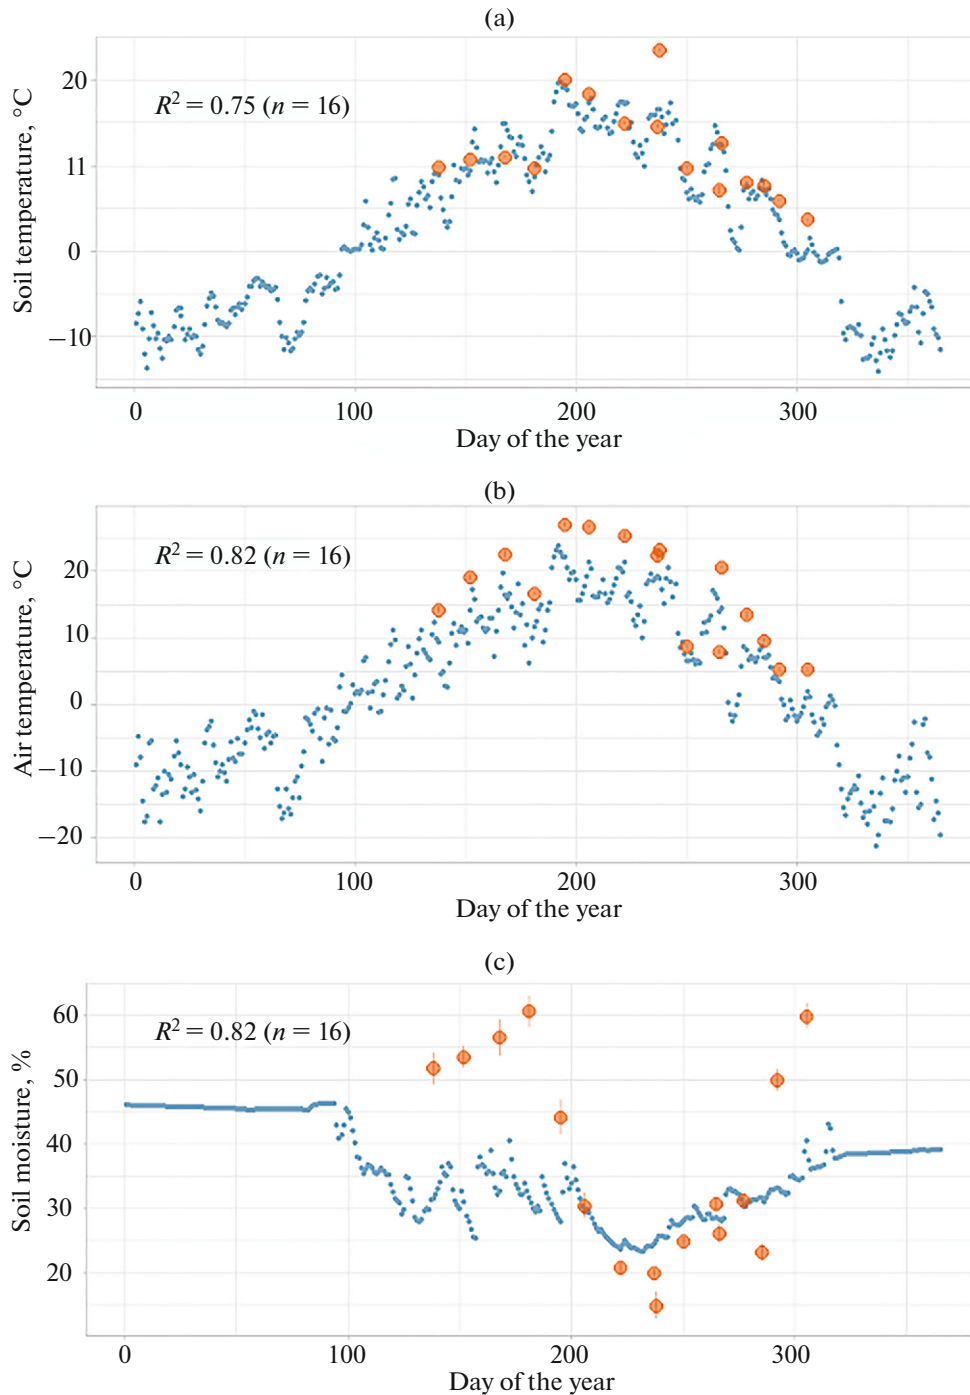 (a)
Soil temperature, °C
20
11
0
−10
R² = 0.75 (n = 16)
0 100 200 300
Day of the year
(b)
Air temperature, °C
20
10
0
−10
−20
R² = 0.82 (n = 16)
0 100 200 300
Day of the year
(c)
Soil moisture, %
60
50
40
30
20
R² = 0.82 (n = 16)
0 100 200 300
Day of the year